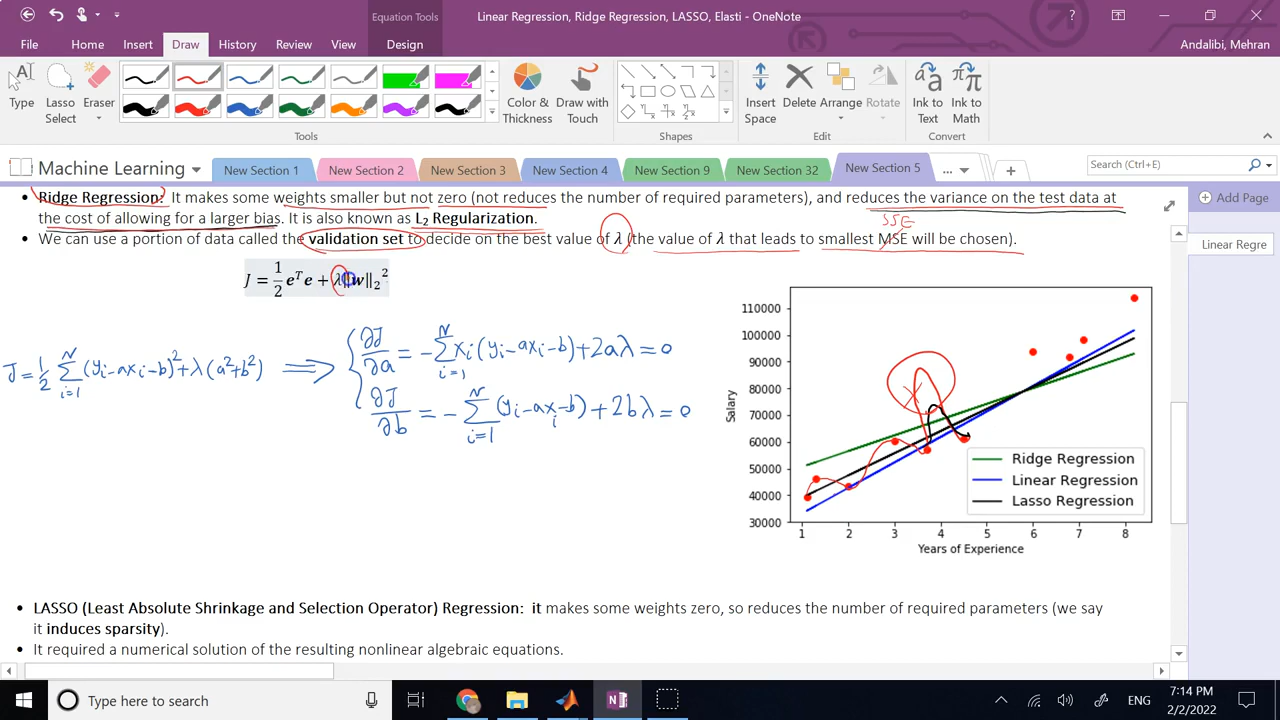 Equation Tools
Linear Regression, Ridge Regression, LASSO, Elasti - OneNote
Andalibi, Mehran
File Home Insert Draw History Review View Design
Type
Lasso Select
Eraser
Color & Thickness
Draw with Touch
Insert Space
Delete
Arrange
Rotate
Ink to Text
Ink to Math
Tools Shapes Edit Convert
Machine Learning
New Section 1 New Section 2 New Section 3 New Section 4 New Section 9 New Section 32 New Section 5 ...
Search (Ctrl+E)
Add Page
Linear Regre
Ridge Regression: It makes some weights smaller but not zero (not reduces the number of required parameters), and reduces the variance on the test data at
the cost of allowing for a larger bias. It is also known as L₂ Regularization.
SSE
• We can use a portion of data called the validation set to decide on the best value of λ (the value of λ that leads to smallest MSE will be chosen).
J = 1/2 eᵀe + λ‖w‖₂²
J = 1/2 Σ_{i=1}^{N} (yi - axi - b)² + λ(a² + b²) ⟹
∂J/∂a = -Σ_{i=1}^{N} xi(yi - axi - b) + 2aλ = 0
∂J/∂b = -Σ_{i=1}^{N} (yi - axi - b) + 2bλ = 0
110000
100000
90000
80000
70000
60000
50000
40000
30000
Salary
X
Ridge Regression
Linear Regression
Lasso Regression
1 2 3 4 5 6 7 8
Years of Experience
• LASSO (Least Absolute Shrinkage and Selection Operator) Regression: it makes some weights zero, so reduces the number of required parameters (we say
it induces sparsity).
• It required a numerical solution of the resulting nonlinear algebraic equations.
Type here to search
ENG
7:14 PM
2/2/2022